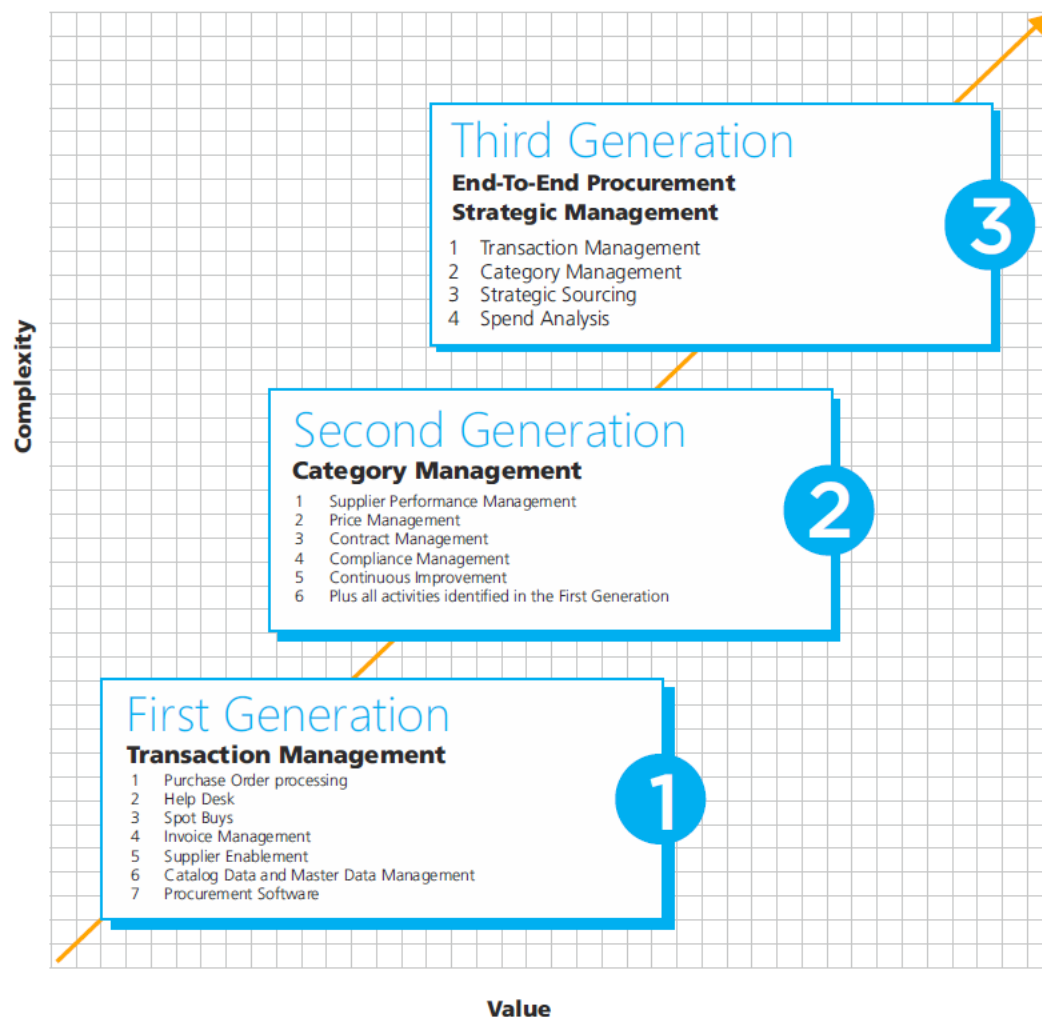 Third Generation
End-To-End Procurement
Strategic Management
1 Transaction Management
2 Category Management
3 Strategic Sourcing
4 Spend Analysis
3
Complexity
Second Generation
Category Management
1 Supplier Performance Management
2 Price Management
3 Contract Management
4 Compliance Management
5 Continuous Improvement
6 Plus all activities identified in the First Generation
2
First Generation
Transaction Management
1 Purchase Order processing
2 Help Desk
3 Spot Buys
4 Invoice Management
5 Supplier Enablement
6 Catalog Data and Master Data Management
7 Procurement Software
1
Value